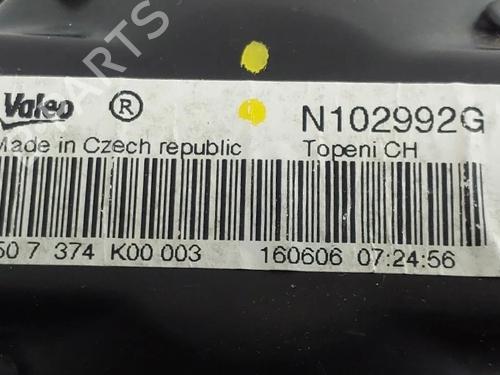 Valeo ® N102992G
Made in Czech republic Topeni CH
50 7 374 K00 003 160606 07:24:56